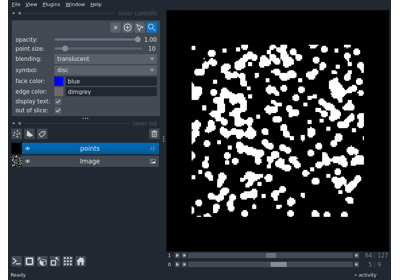 File View Plugins Window Help
layer controls
opacity: 1.00
point size: 10
blending: translucent
symbol: disc
face color: blue
edge color: dimgrey
display text:
out of slice:
layer list
points
Image
1 64 127
0 5 9
Ready
activity